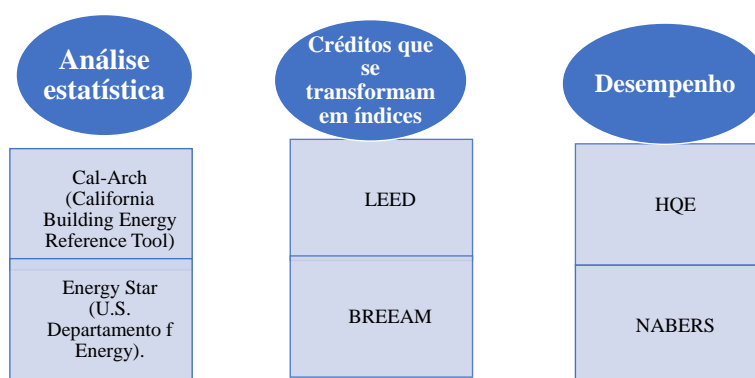 Análise
estatística
Cal-Arch
(California
Building Energy
Reference Tool)
Energy Star
(U.S.
Departamento f
Energy).
Créditos que
se
transformam
em índices
LEED
BREEAM
Desempenho
HQE
NABERS